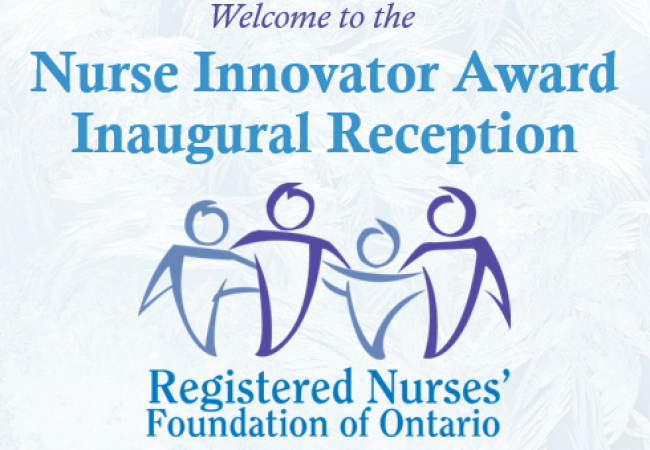 Welcome to the
Nurse Innovator Award
Inaugural Reception
Registered Nurses’
Foundation of Ontario